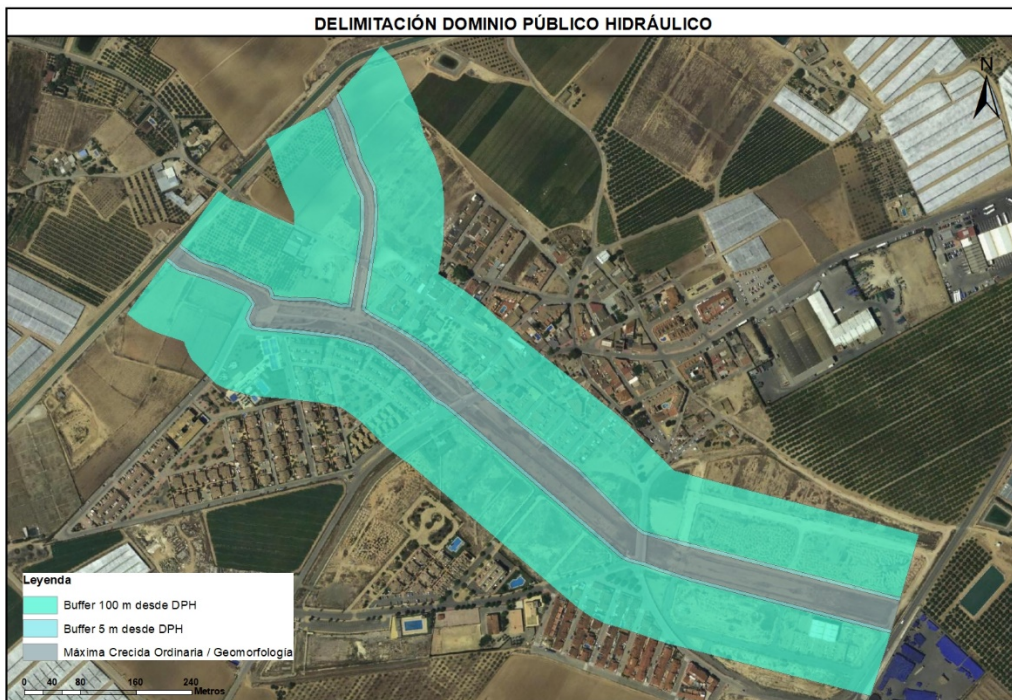 DELIMITACIÓN DOMINIO PÚBLICO HIDRÁULICO
N
Leyenda
Buffer 100 m desde DPH
Buffer 5 m desde DPH
Máxima Crecida Ordinaria / Geomorfología
0 40 80 160 240
Metros